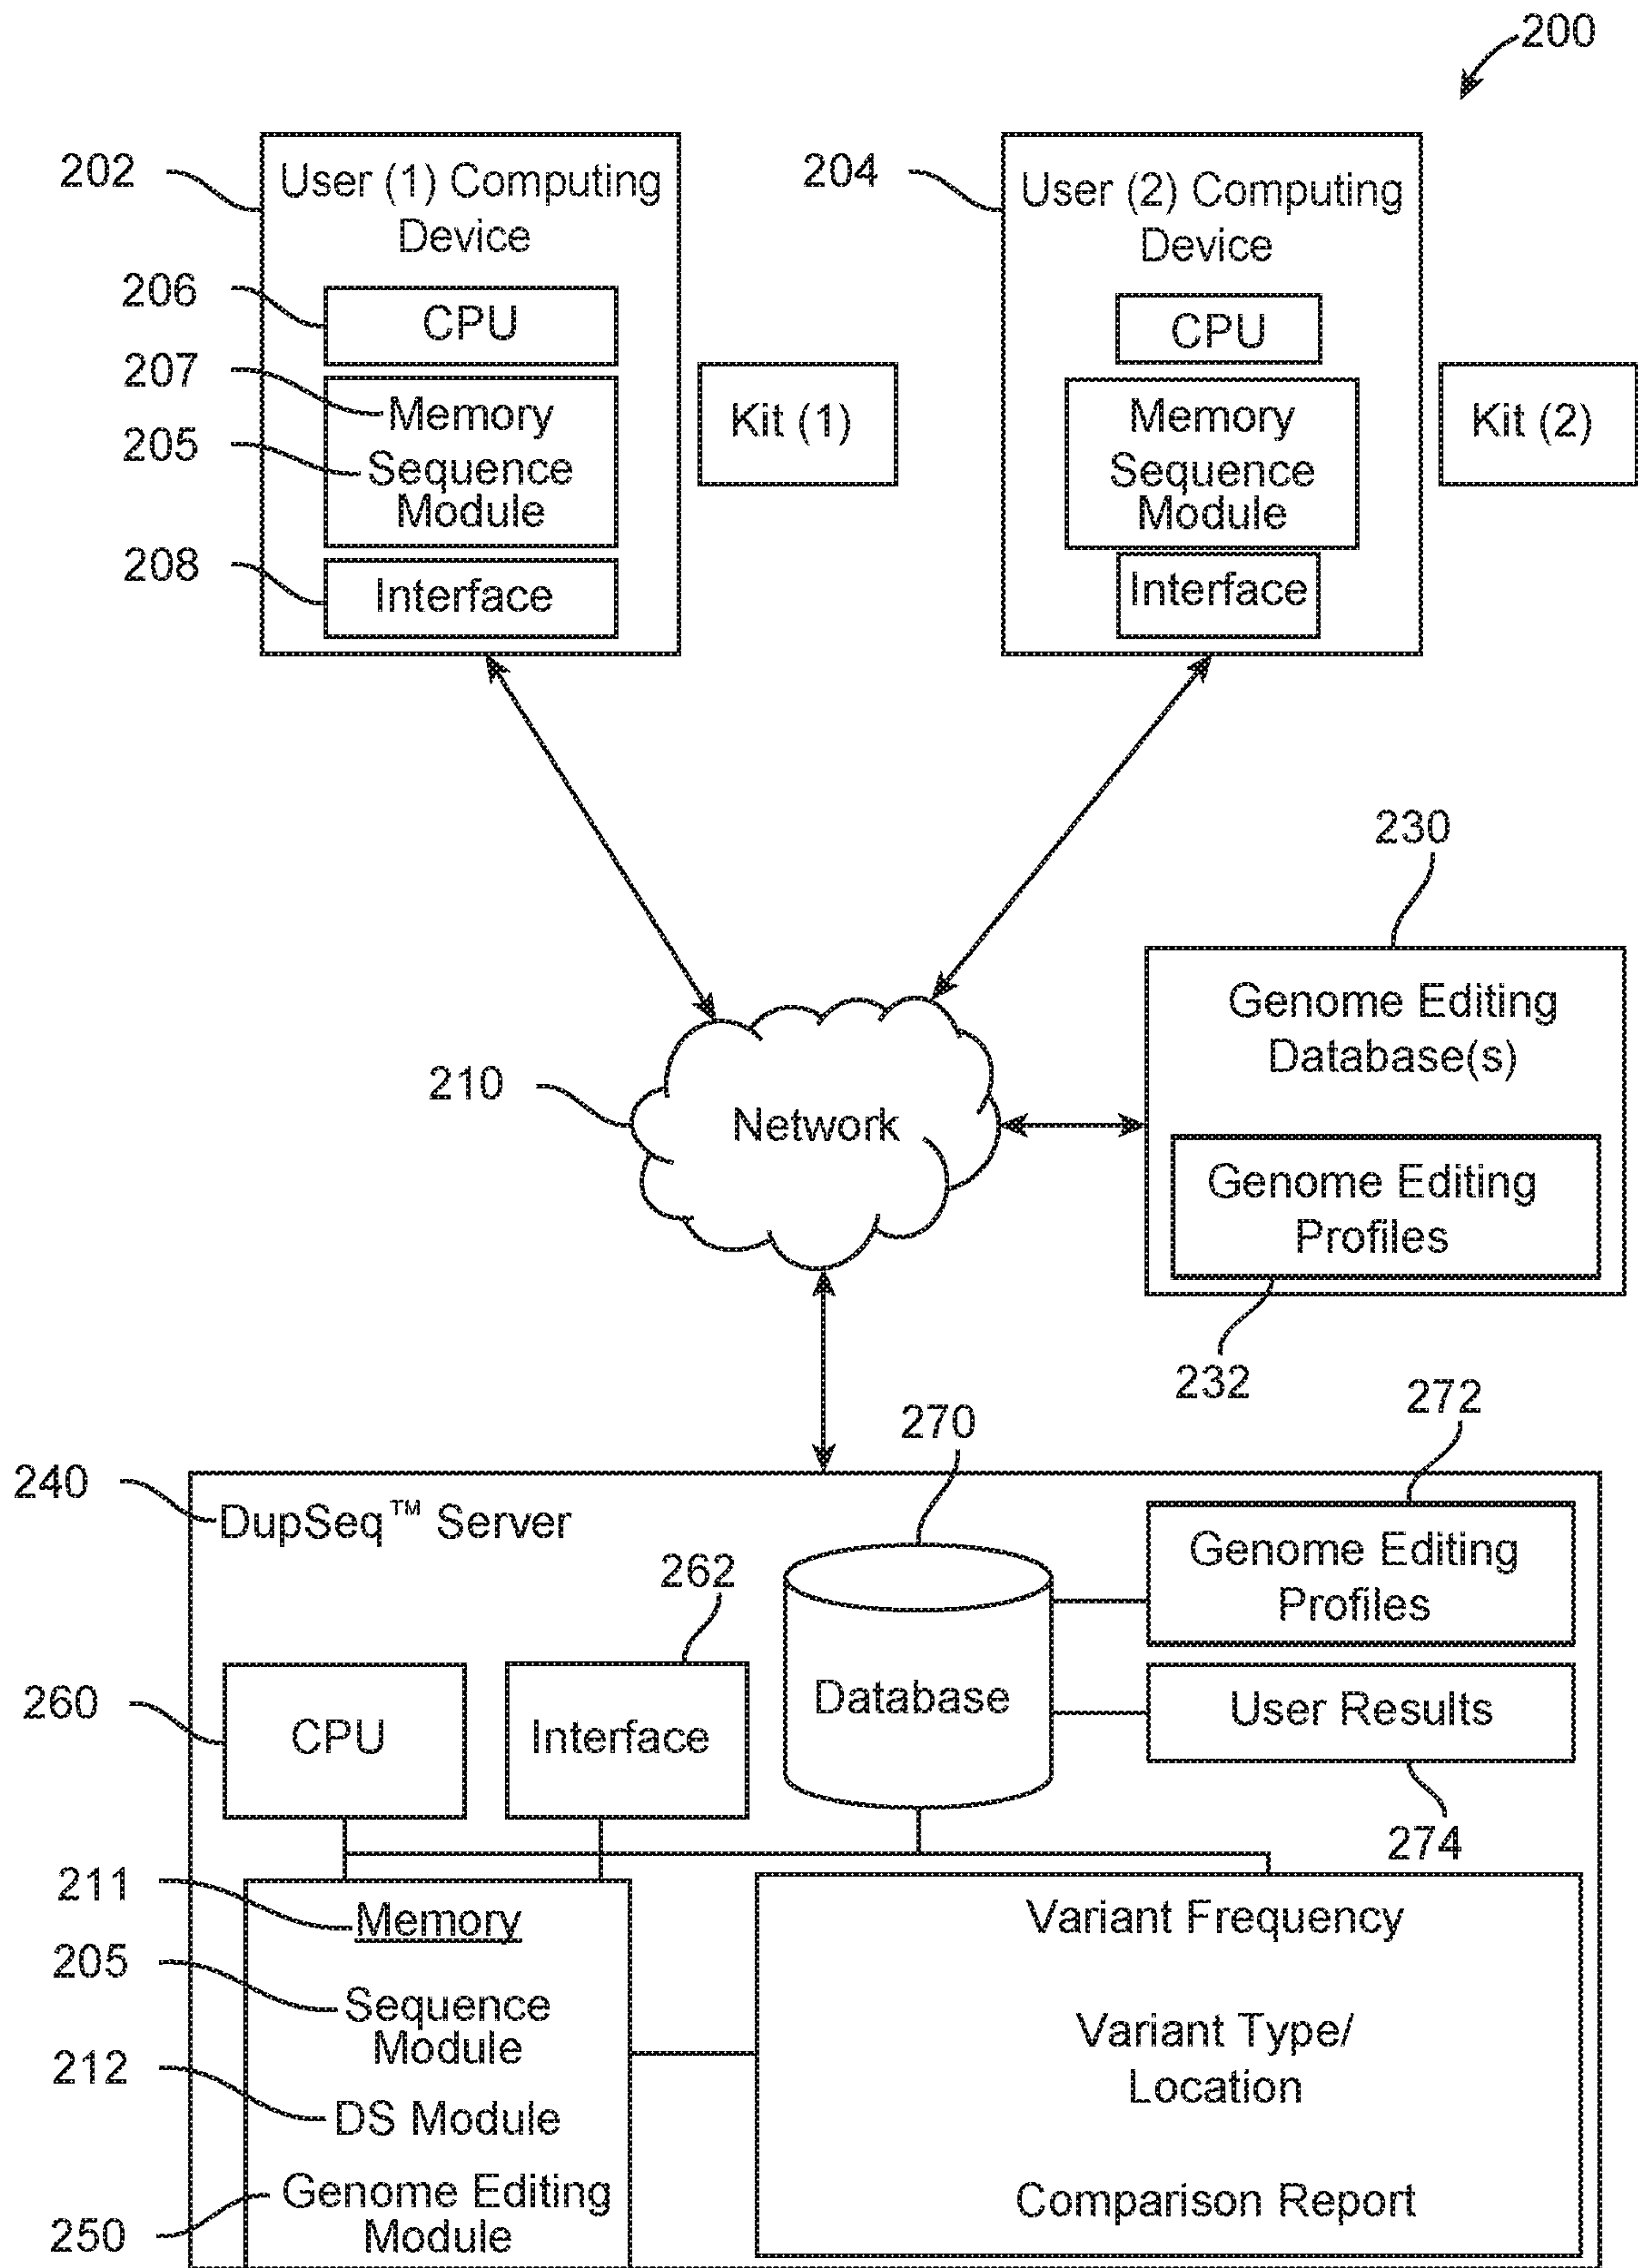 200
202
User (1) Computing
Device
206
CPU
207
Memory
205
Sequence
Module
208
Interface
Kit (1)
204
User (2) Computing
Device
CPU
Memory
Sequence
Module
Interface
Kit (2)
210
Network
230
Genome Editing
Database(s)
Genome Editing
Profiles
232
240
DupSeq™ Server
270
272
Database
Genome Editing
Profiles
User Results
274
260
CPU
262
Interface
211
Memory
205
Sequence
Module
212
DS Module
250
Genome Editing
Module
Variant Frequency
Variant Type/
Location
Comparison Report